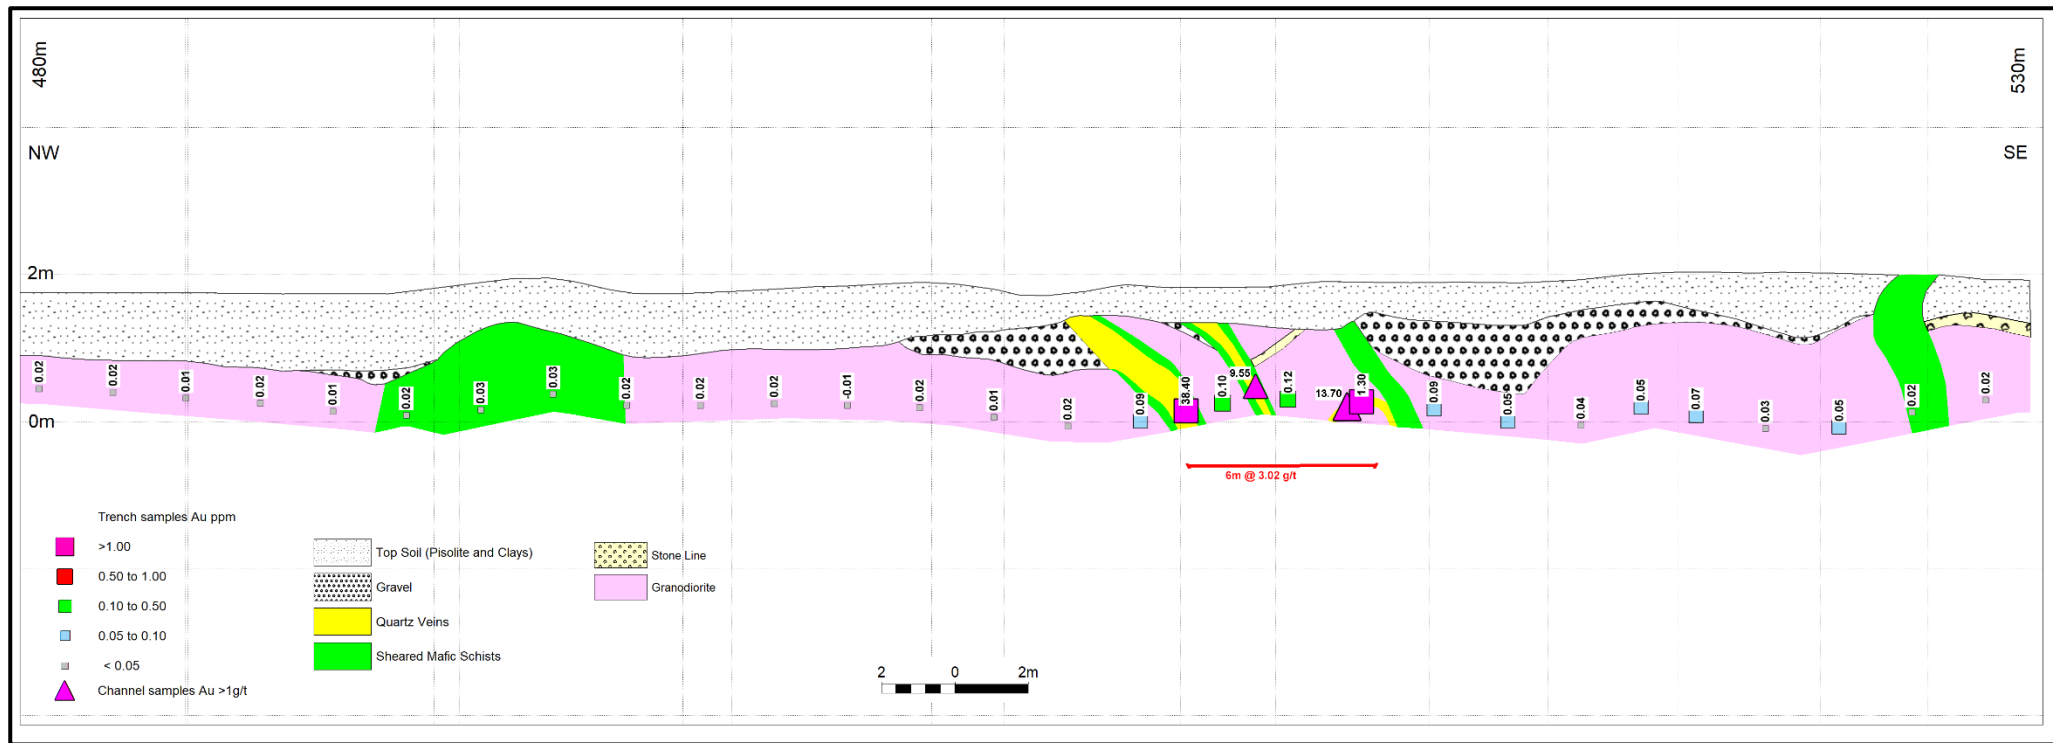 480m
530m
NW
SE
2m
0m
0.02
0.02
0.01
0.02
0.01
0.02
0.03
0.03
0.02
0.02
0.02
-0.01
0.02
0.01
0.02
0.09
38.40
0.10
9.55
0.12
13.70
1.30
0.09
0.05
0.04
0.05
0.07
0.03
0.05
0.02
0.02
6m @ 3.02 g/t
Trench samples Au ppm
>1.00
0.50 to 1.00
0.10 to 0.50
0.05 to 0.10
< 0.05
Channel samples Au >1g/t
Top Soil (Pisolite and Clays)
Gravel
Quartz Veins
Sheared Mafic Schists
Stone Line
Granodiorite
2 0 2m